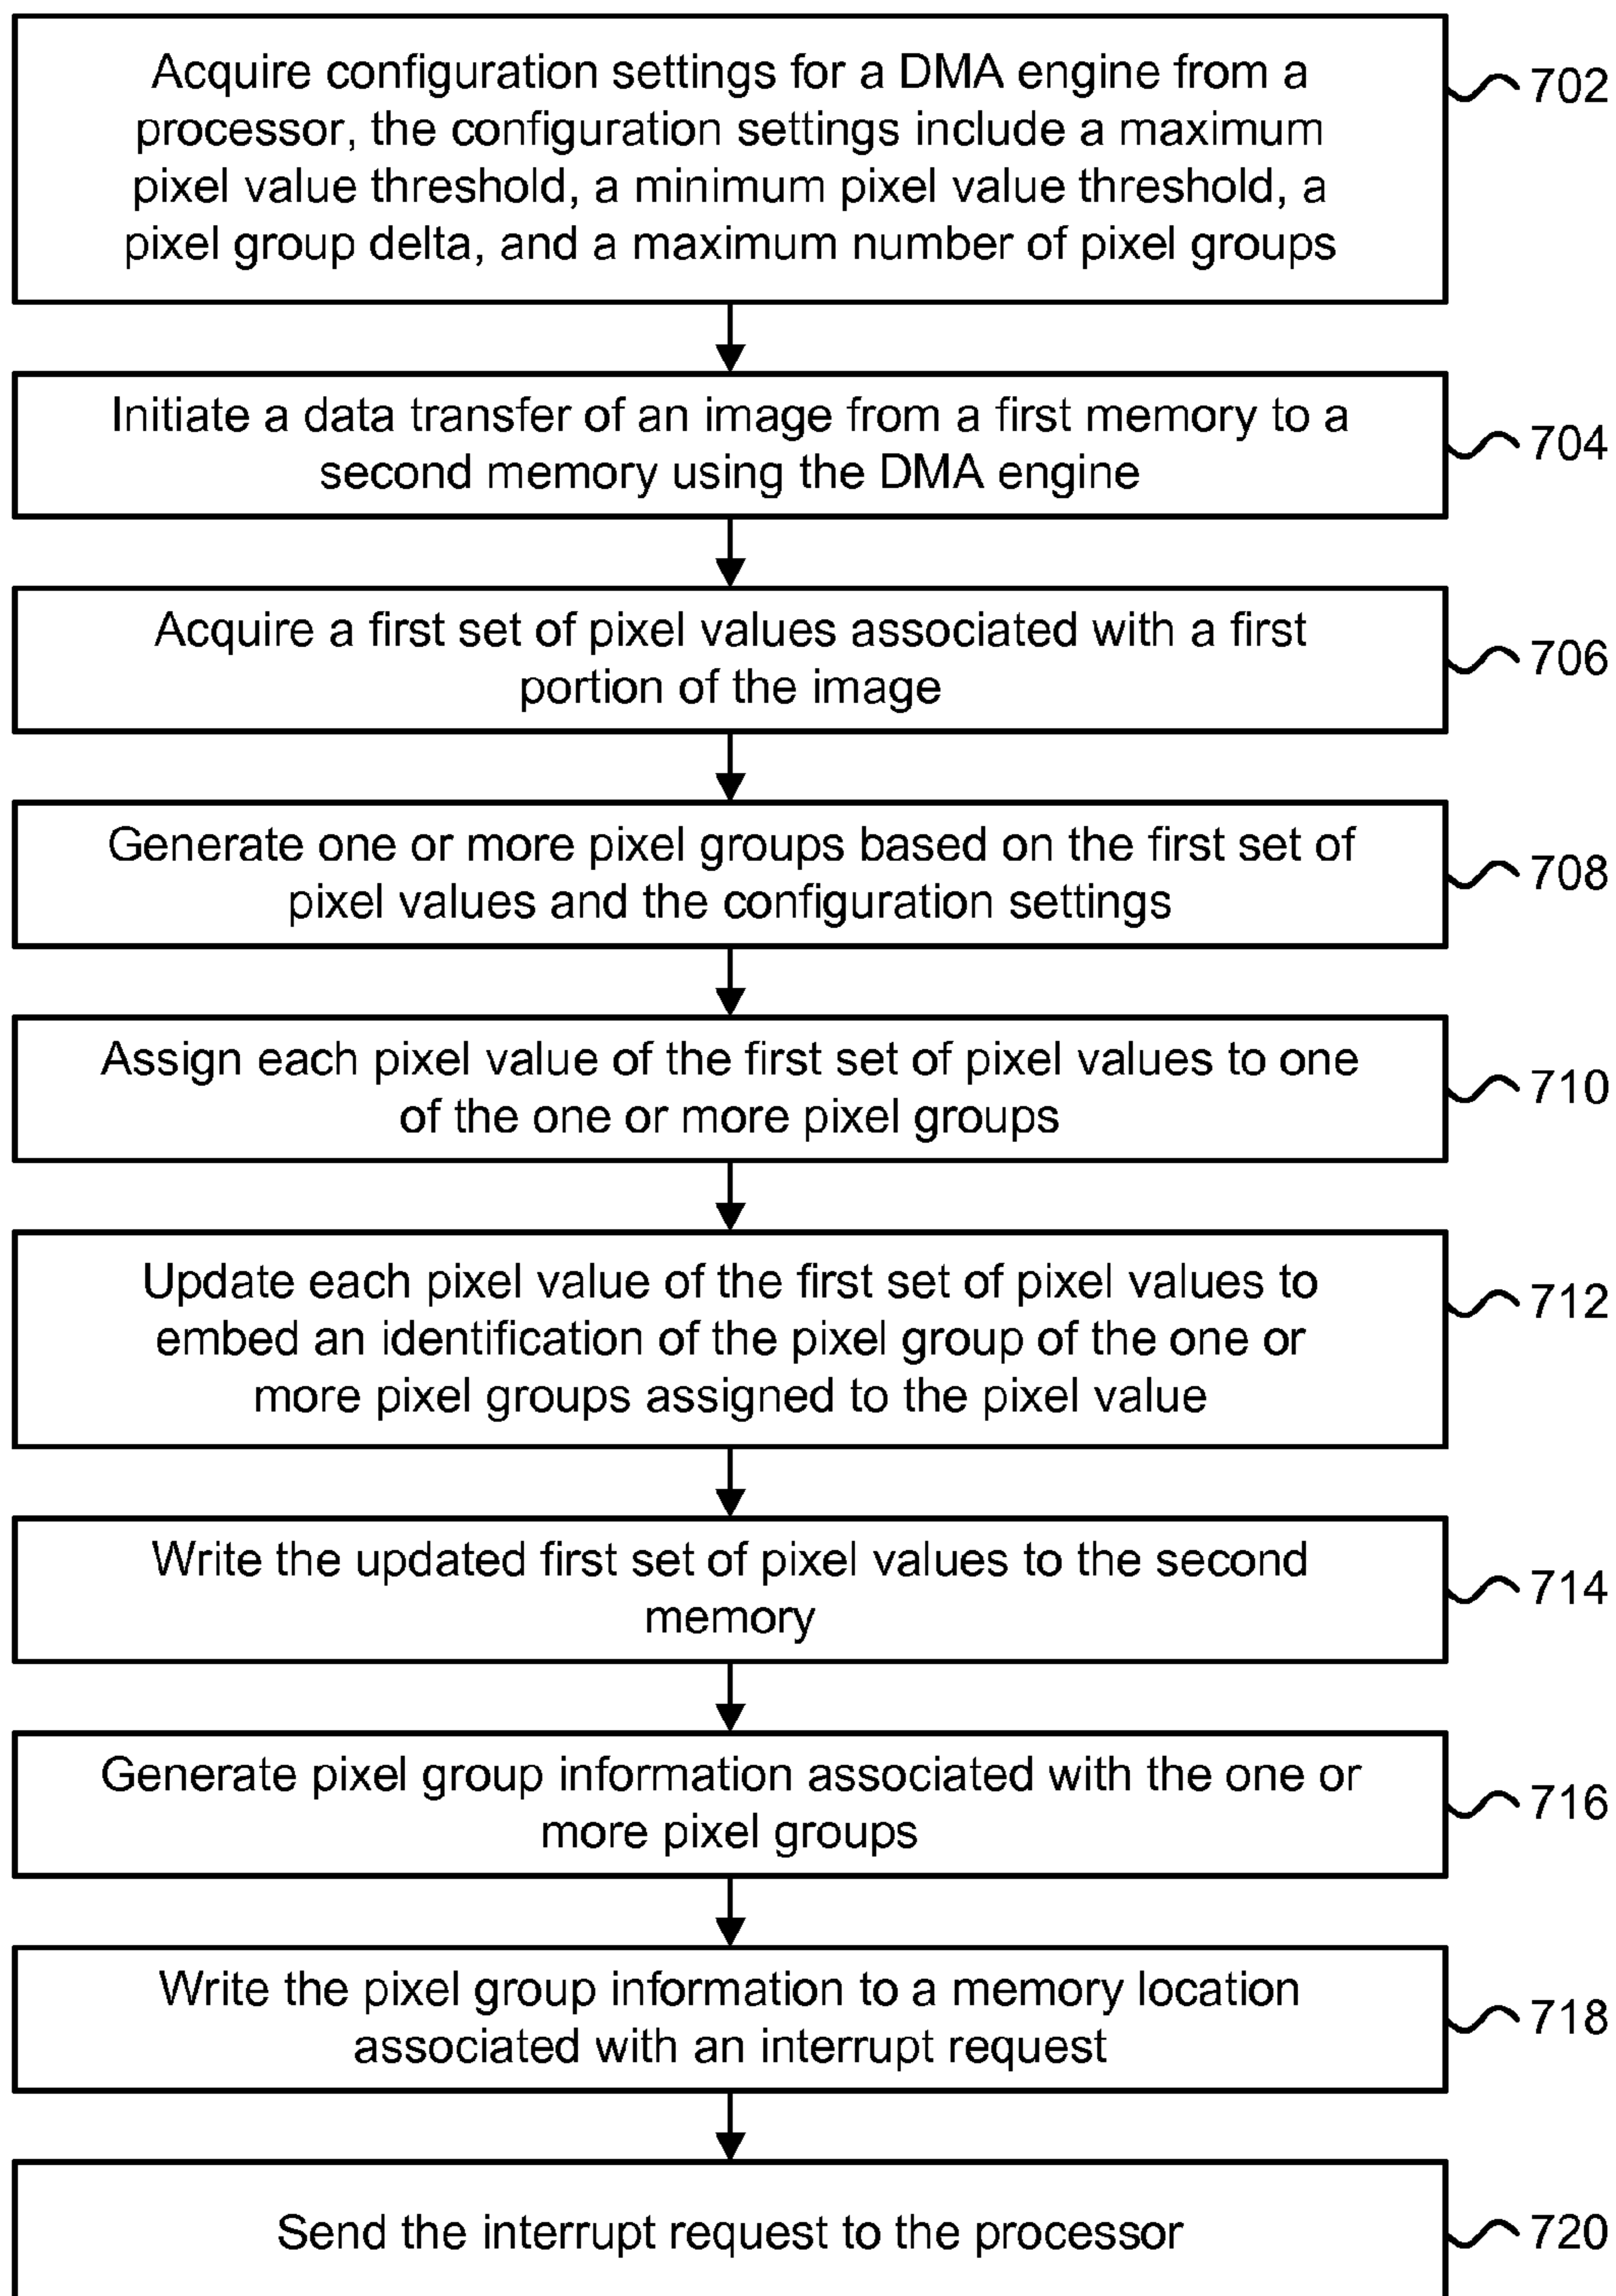 Acquire configuration settings for a DMA engine from a
processor, the configuration settings include a maximum
pixel value threshold, a minimum pixel value threshold, a
pixel group delta, and a maximum number of pixel groups
702
Initiate a data transfer of an image from a first memory to a
second memory using the DMA engine
704
Acquire a first set of pixel values associated with a first
portion of the image
706
Generate one or more pixel groups based on the first set of
pixel values and the configuration settings
708
Assign each pixel value of the first set of pixel values to one
of the one or more pixel groups
710
Update each pixel value of the first set of pixel values to
embed an identification of the pixel group of the one or
more pixel groups assigned to the pixel value
712
Write the updated first set of pixel values to the second
memory
714
Generate pixel group information associated with the one or
more pixel groups
716
Write the pixel group information to a memory location
associated with an interrupt request
718
Send the interrupt request to the processor
720